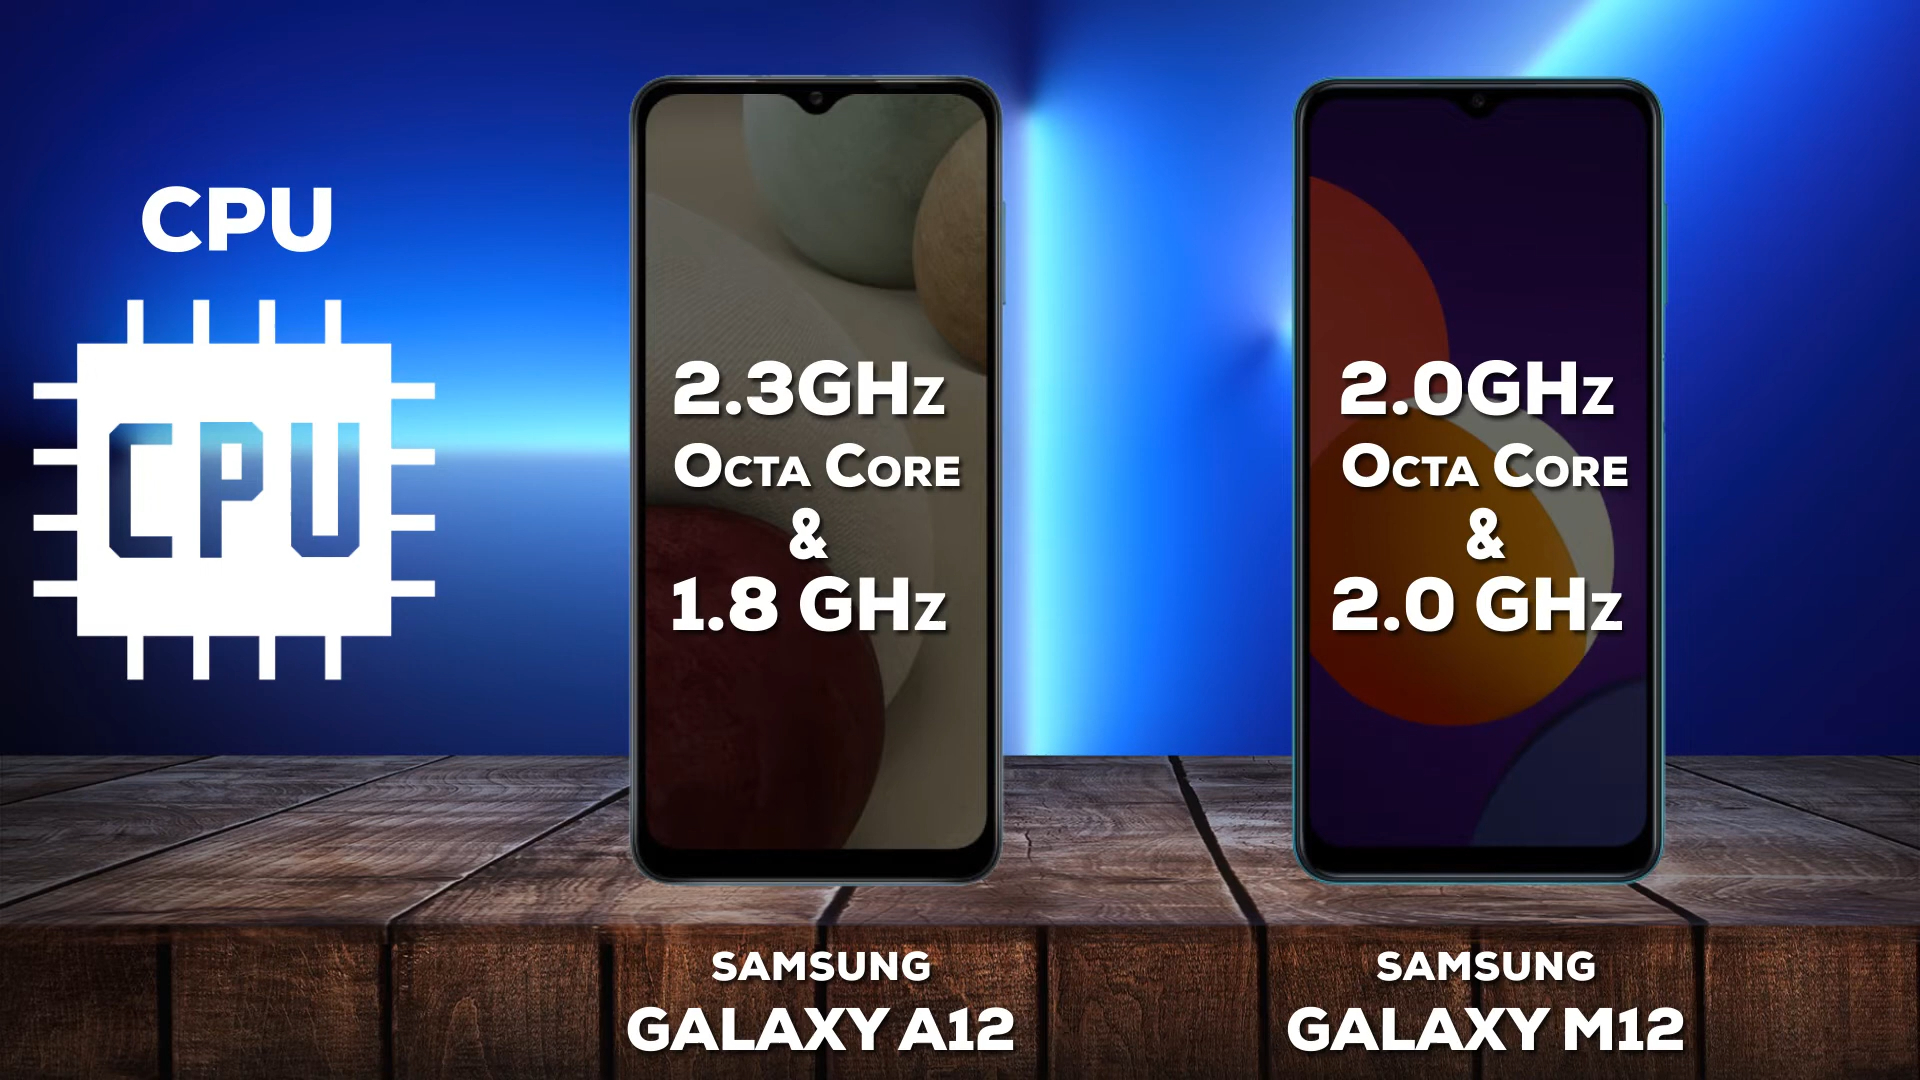 CPU
CPU
2.3GHz
Octa Core
&
1.8 GHz
SAMSUNG
GALAXY A12
2.0GHz
Octa Core
&
2.0 GHz
SAMSUNG
GALAXY M12